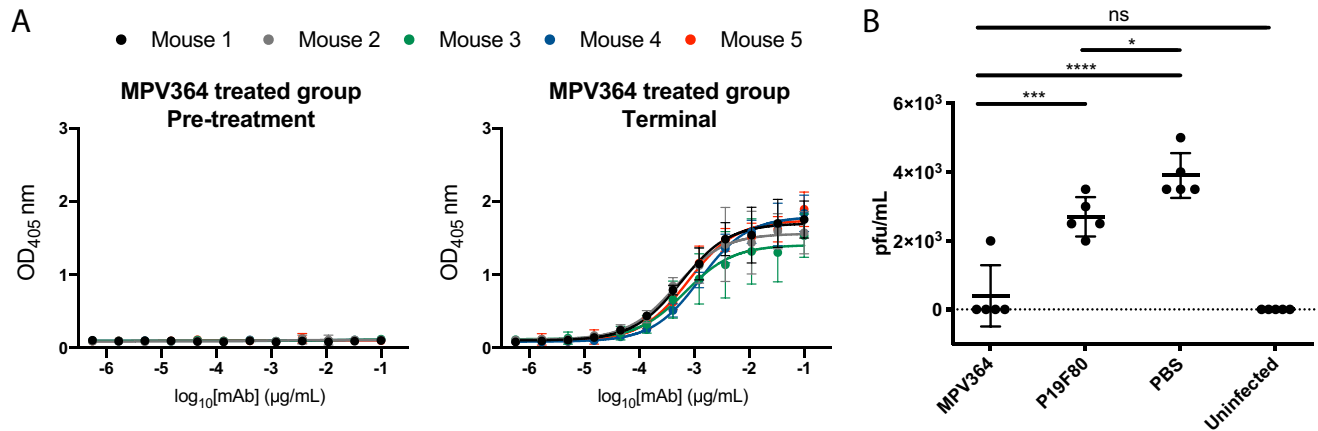 A
Mouse 1 Mouse 2 Mouse 3 Mouse 4 Mouse 5
MPV364 treated group
Pre-treatment
3
2
1
0
OD405 nm
-6 -5 -4 -3 -2 -1
log10[mAb] (µg/mL)
MPV364 treated group
Terminal
3
2
1
0
OD405 nm
-6 -5 -4 -3 -2 -1
log10[mAb] (µg/mL)
B
ns
*
****
***
6×10³
4×10³
2×10³
0
pfu/mL
MPV364
P19F80
PBS
Uninfected